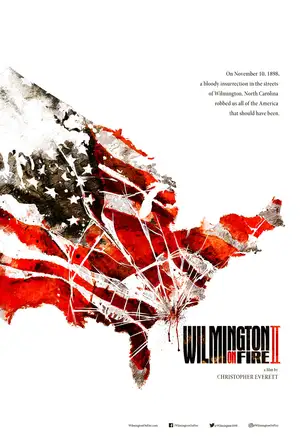 On November 10, 1898,
a bloody insurrection in the streets
of Wilmington, North Carolina
robbed us all of the America
that should have been.
WILMINGTON
ON FIRE II
a film by
CHRISTOPHER EVERETT